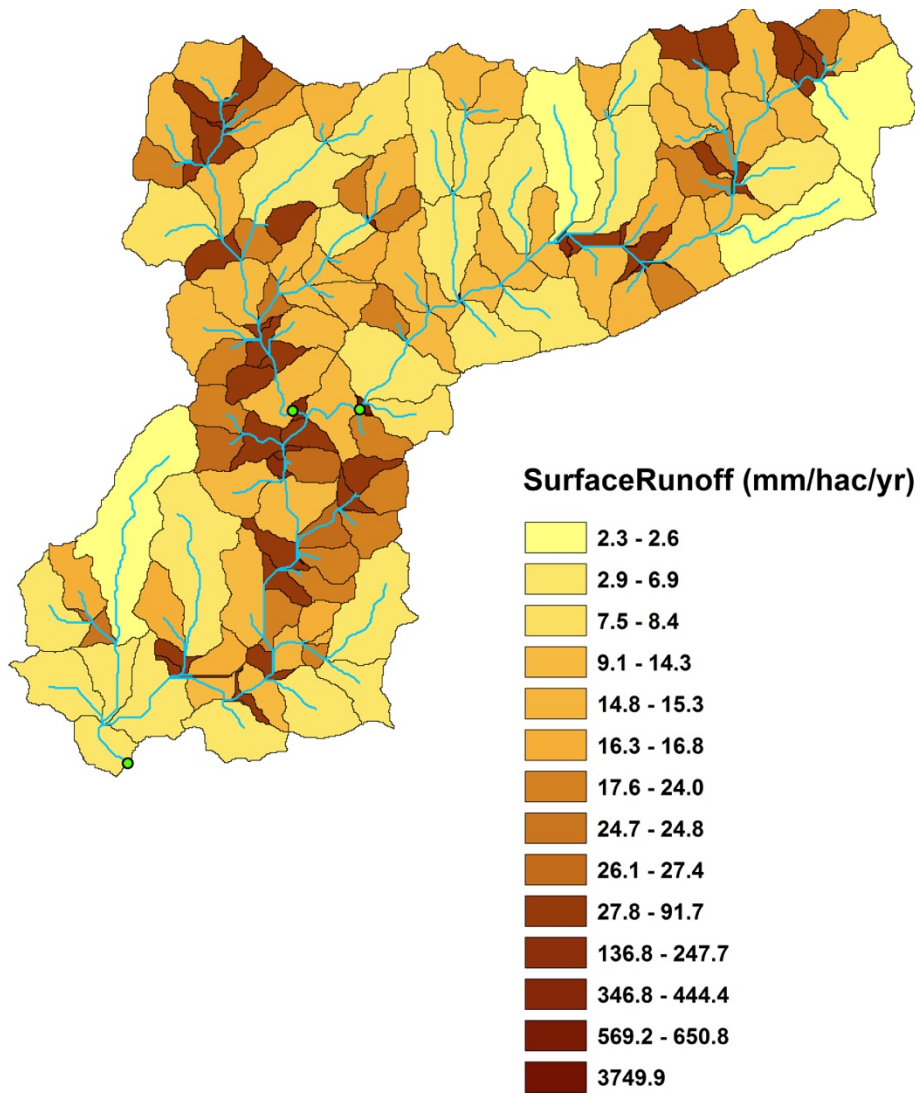 SurfaceRunoff (mm/hac/yr)
2.3 - 2.6
2.9 - 6.9
7.5 - 8.4
9.1 - 14.3
14.8 - 15.3
16.3 - 16.8
17.6 - 24.0
24.7 - 24.8
26.1 - 27.4
27.8 - 91.7
136.8 - 247.7
346.8 - 444.4
569.2 - 650.8
3749.9